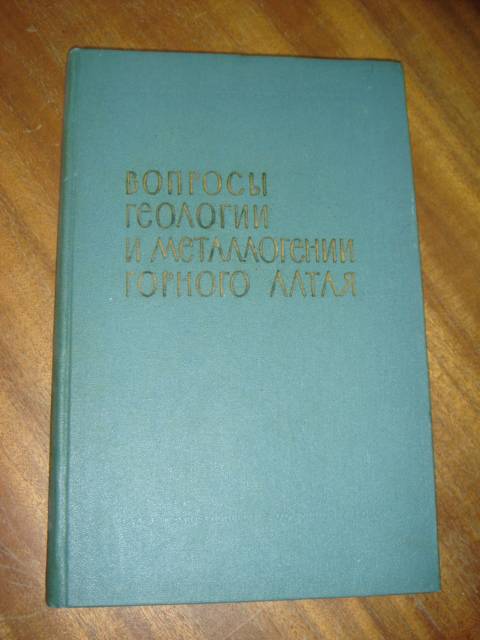 ВОПРОСЫ
ГЕОЛОГИИ
И МЕТАЛЛОГЕНИИ
ГОРНОГО АЛТАЯ